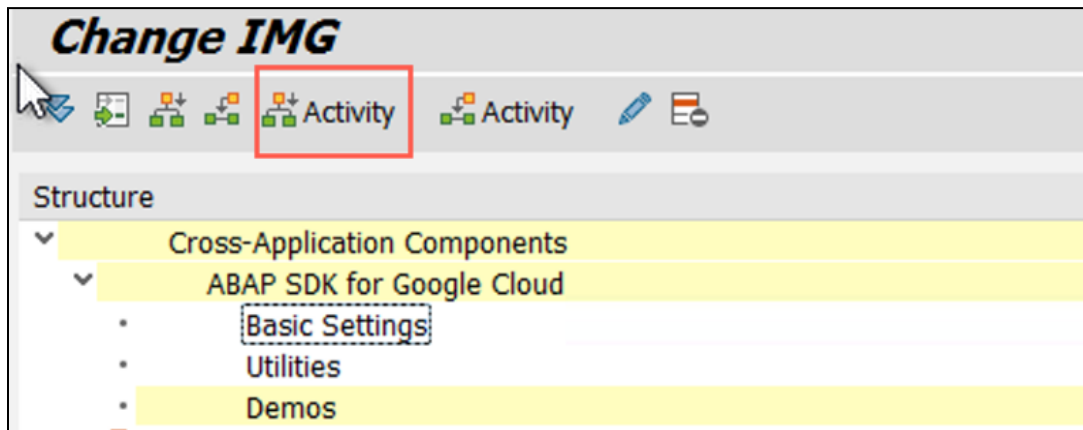 Change IMG
Activity Activity
Structure
Cross-Application Components
ABAP SDK for Google Cloud
Basic Settings
Utilities
Demos